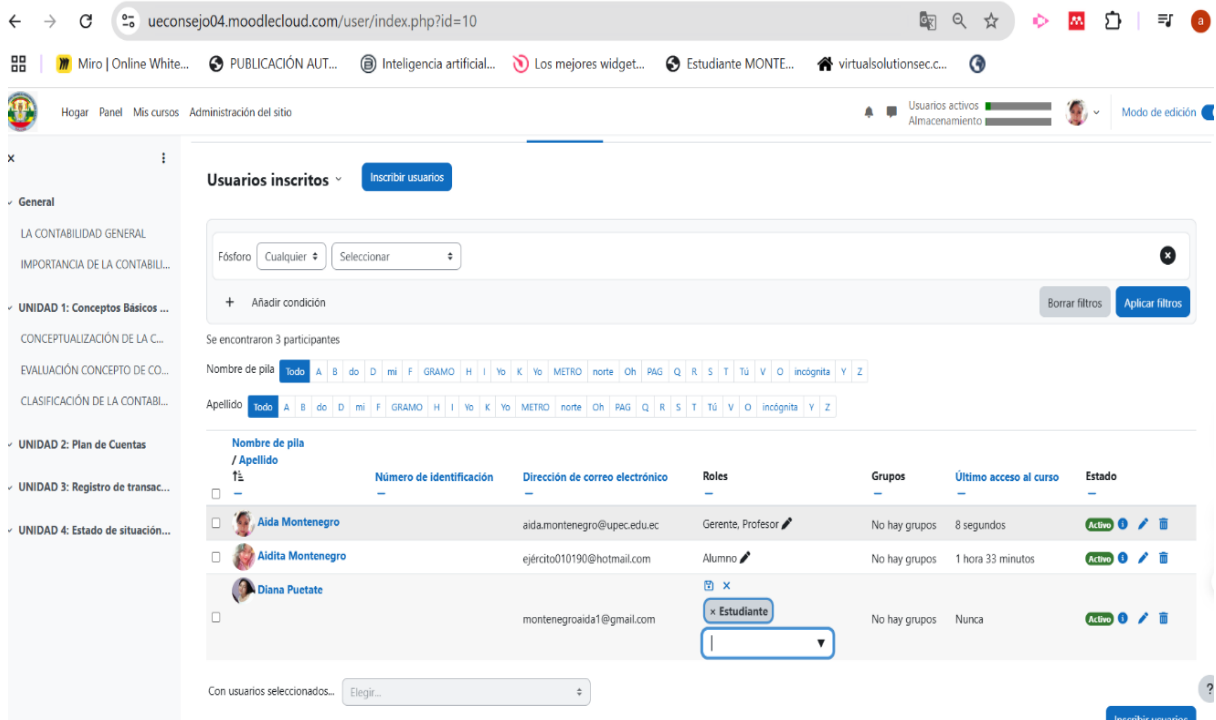 ueconsejo04.moodlecloud.com/user/index.php?id=10
a
Miro | Online White... PUBLICACIÓN AUT... Inteligencia artificial... Los mejores widget... Estudiante MONTE... virtualsolutionsec.c...
Hogar Panel Mis cursos Administración del sitio
Usuarios activos
Almacenamiento
Modo de edición
General
LA CONTABILIDAD GENERAL
IMPORTANCIA DE LA CONTABILI...
UNIDAD 1: Conceptos Básicos ...
CONCEPTUALIZACIÓN DE LA C...
EVALUACIÓN CONCEPTO DE CO...
CLASIFICACIÓN DE LA CONTABI...
UNIDAD 2: Plan de Cuentas
UNIDAD 3: Registro de transac...
UNIDAD 4: Estado de situación...
Usuarios inscritos Inscribir usuarios
Fósforo Cualquier Seleccionar
+ Añadir condición
Borrar filtros Aplicar filtros
Se encontraron 3 participantes
Nombre de pila Todo A B do D mi F GRAMO H I Yo K Yo METRO norte Oh PAG Q R S T Tú V O incógnita Y Z
Apellido Todo A B do D mi F GRAMO H I Yo K Yo METRO norte Oh PAG Q R S T Tú V O incógnita Y Z
Nombre de pila
/ Apellido
Número de identificación Dirección de correo electrónico Roles Grupos Último acceso al curso Estado
Aida Montenegro aida.montenegro@upec.edu.ec Gerente, Profesor No hay grupos 8 segundos Activo
Aidita Montenegro ejército010190@hotmail.com Alumno No hay grupos 1 hora 33 minutos Activo
Diana Puetate
× Estudiante
montenegroaida1@gmail.com No hay grupos Nunca Activo
Con usuarios seleccionados... Elegir...
?
Inscribir usuarios